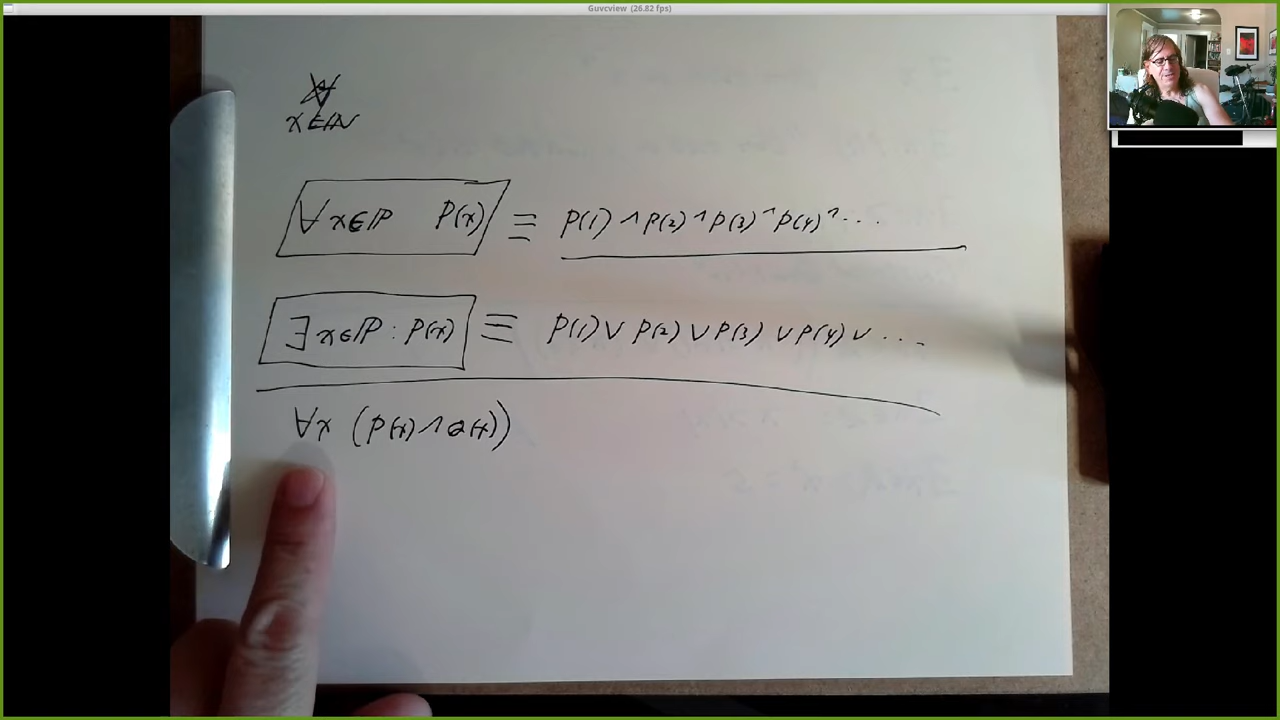 Guvcview (26.82 fps)
∀
x∈ℕ
∀x∈ℙ P(x) ≡ P(1) ∧ P(2) ∧ P(3) ∧ P(4) ∧ ...
∃x∈ℙ : P(x) ≡ P(1) ∨ P(2) ∨ P(3) ∨ P(4) ∨ ...
∀x (P(x) ∧ Q(x))